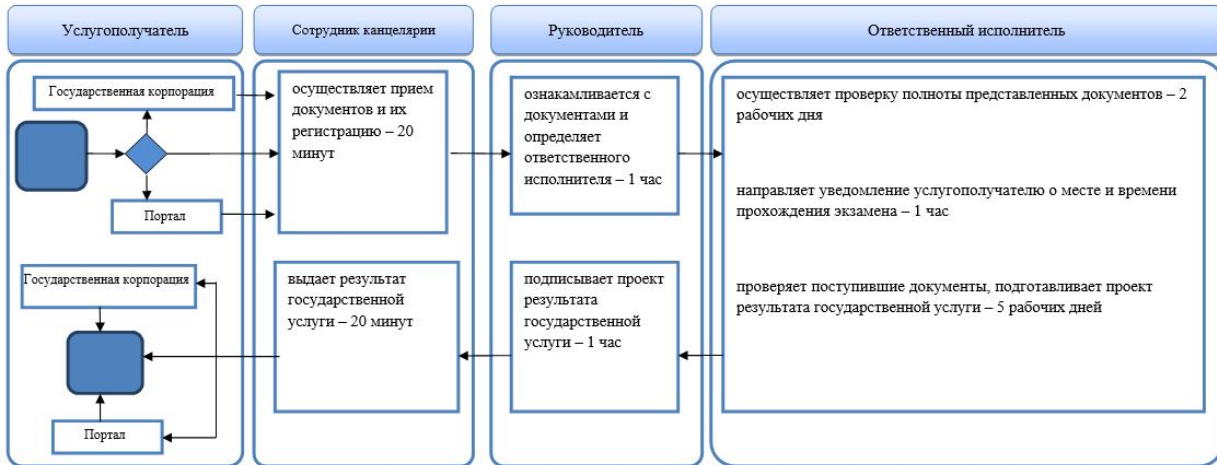 Услугополучатель
Сотрудник канцелярии
Руководитель
Ответственный исполнитель
Государственная корпорация
Портал
осуществляет прием
документов и их
регистрацию – 20
минут
ознакамливается с
документами и
определяет
ответственного
исполнителя – 1 час
осуществляет проверку полноты представленных документов – 2
рабочих дня
направляет уведомление услугополучателю о месте и времени
прохождения экзамена – 1 час
проверяет поступившие документы, подготавливает проект
результата государственной услуги – 5 рабочих дней
подписывает проект
результата
государственной
услуги – 1 час
выдает результат
государственной
услуги – 20 минут
Государственная корпорация
Портал